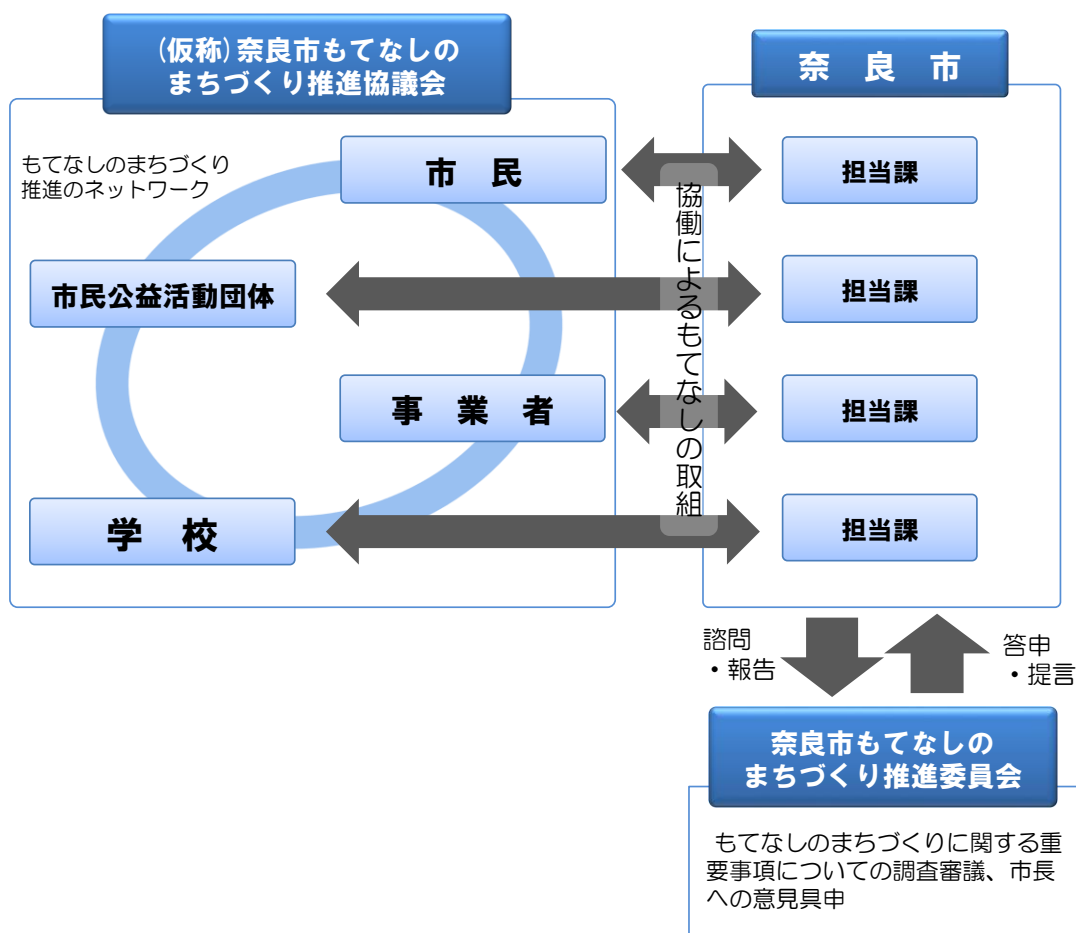 (仮称)奈良市もてなしの
まちづくり推進協議会
もてなしのまちづくり
推進のネットワーク
市 民
市民公益活動団体
事 業 者
学 校
協働によるもてなしの取組
奈 良 市
担当課
担当課
担当課
担当課
諮問
・報告
答申
・提言
奈良市もてなしの
まちづくり推進委員会
もてなしのまちづくりに関する重
要事項についての調査審議、市長
への意見具申